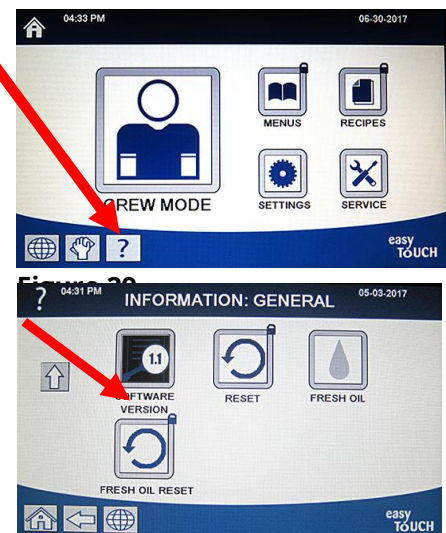 04:33 PM 06-30-2017
MENUS RECIPES
CREW MODE SETTINGS SERVICE
?
easy
TOUCH
Figure
? 04:31 PM INFORMATION: GENERAL 05-03-2017
1.1
SOFTWARE
VERSION RESET FRESH OIL
FRESH OIL RESET
easy
TOUCH